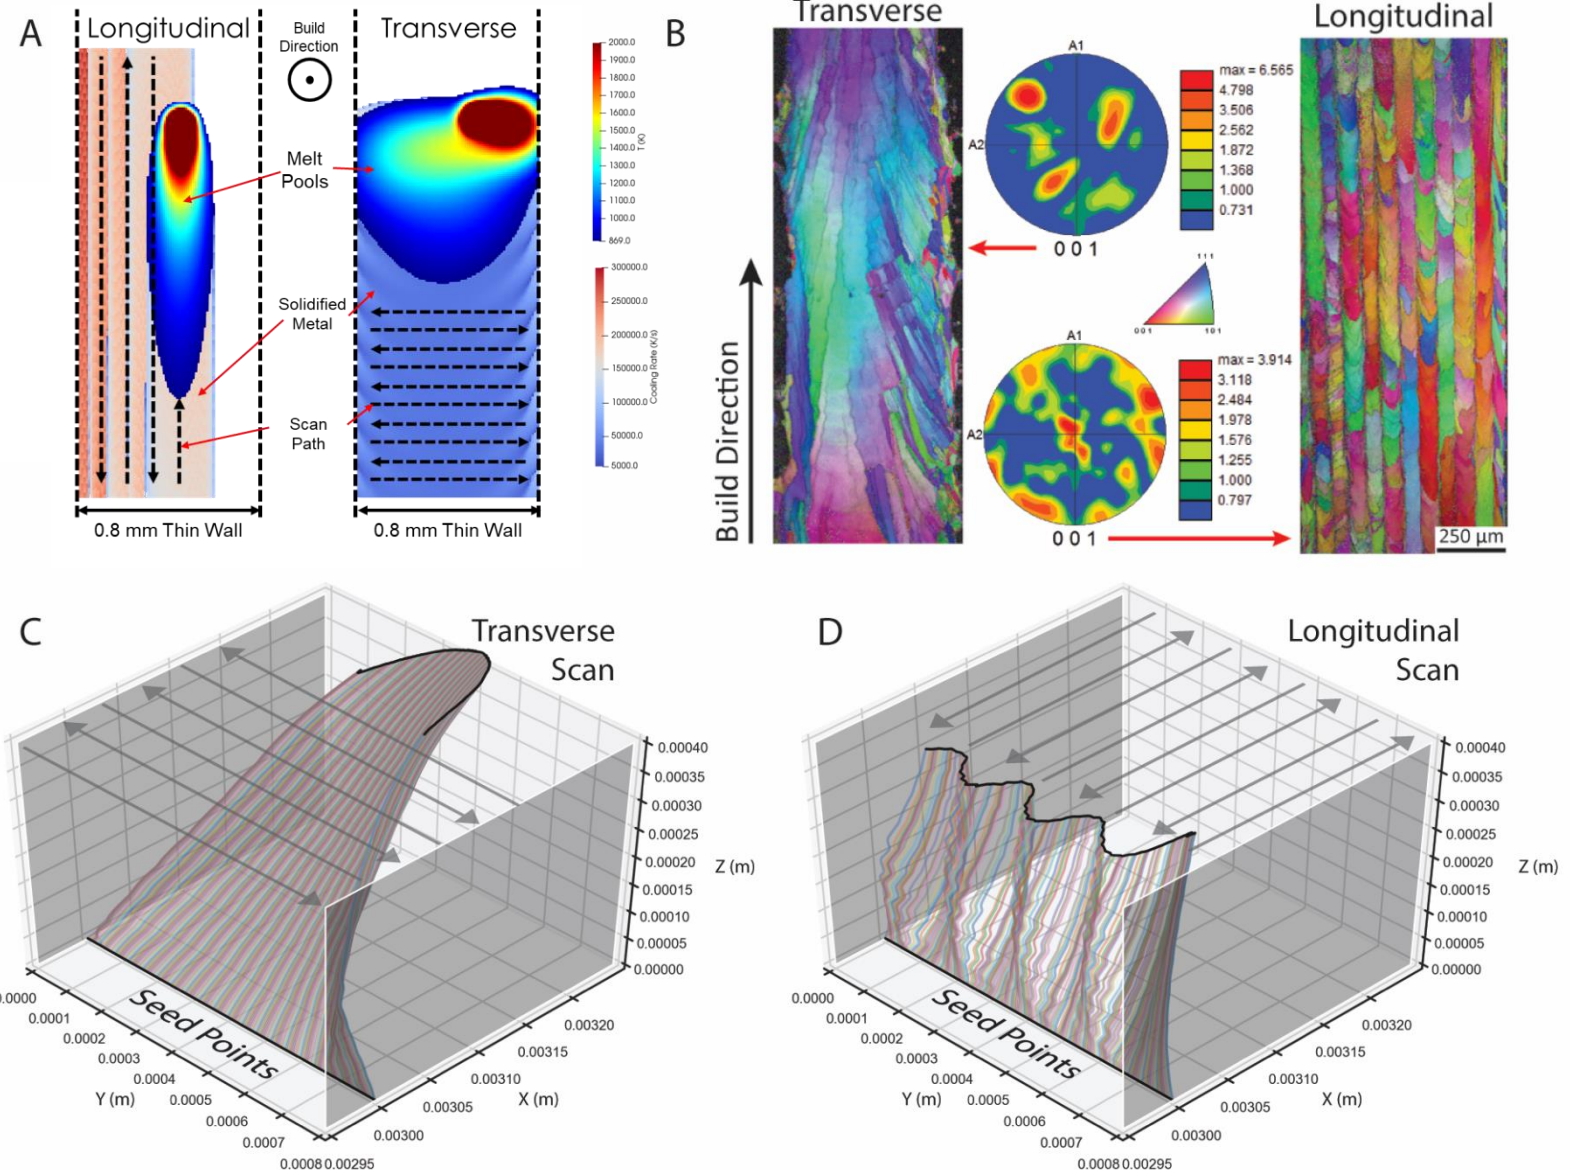 A
Longitudinal
Build
Direction
Transverse
Melt
Pools
Solidified
Metal
Scan
Path
0.8 mm Thin Wall
0.8 mm Thin Wall
2000.0
1900.0
1800.0
1700.0
1600.0
1500.0
1400.0
1300.0
1200.0
1100.0
1000.0
869.0
T (K)
300000.0
250000.0
200000.0
150000.0
100000.0
50000.0
5000.0
Cooling Rate (K/s)
B
Transverse
Longitudinal
Build Direction
A1
A2
0 0 1
max = 6.565
4.798
3.506
2.562
1.872
1.368
1.000
0.731
1 1 1
0 0 1
1 0 1
A1
A2
0 0 1
max = 3.914
3.118
2.484
1.978
1.576
1.255
1.000
0.797
250 µm
C
Transverse
Scan
0.00040
0.00035
0.00030
0.00025
0.00020
0.00015
0.00010
0.00005
0.00000
Z (m)
Seed Points
0.0000
0.0001
0.0002
0.0003
0.0004
0.0005
0.0006
0.0007
0.0008
Y (m)
0.00295
0.00300
0.00305
0.00310
0.00315
0.00320
X (m)
D
Longitudinal
Scan
0.00040
0.00035
0.00030
0.00025
0.00020
0.00015
0.00010
0.00005
0.00000
Z (m)
Seed Points
0.0000
0.0001
0.0002
0.0003
0.0004
0.0005
0.0006
0.0007
0.0008
Y (m)
0.00295
0.00300
0.00305
0.00310
0.00315
0.00320
X (m)